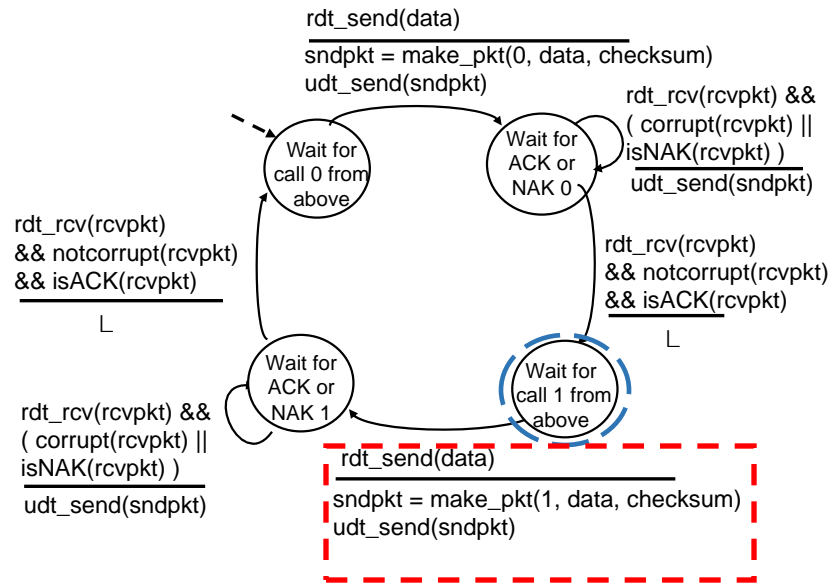 rdt_send(data)
sndpkt = make_pkt(0, data, checksum)
udt_send(sndpkt)
Wait for
call 0 from
above
Wait for
ACK or
NAK 0
rdt_rcv(rcvpkt) &&
( corrupt(rcvpkt) ||
isNAK(rcvpkt) )
udt_send(sndpkt)
rdt_rcv(rcvpkt)
&& notcorrupt(rcvpkt)
&& isACK(rcvpkt)
L
rdt_rcv(rcvpkt)
&& notcorrupt(rcvpkt)
&& isACK(rcvpkt)
L
Wait for
ACK or
NAK 1
Wait for
call 1 from
above
rdt_rcv(rcvpkt) &&
( corrupt(rcvpkt) ||
isNAK(rcvpkt) )
udt_send(sndpkt)
rdt_send(data)
sndpkt = make_pkt(1, data, checksum)
udt_send(sndpkt)